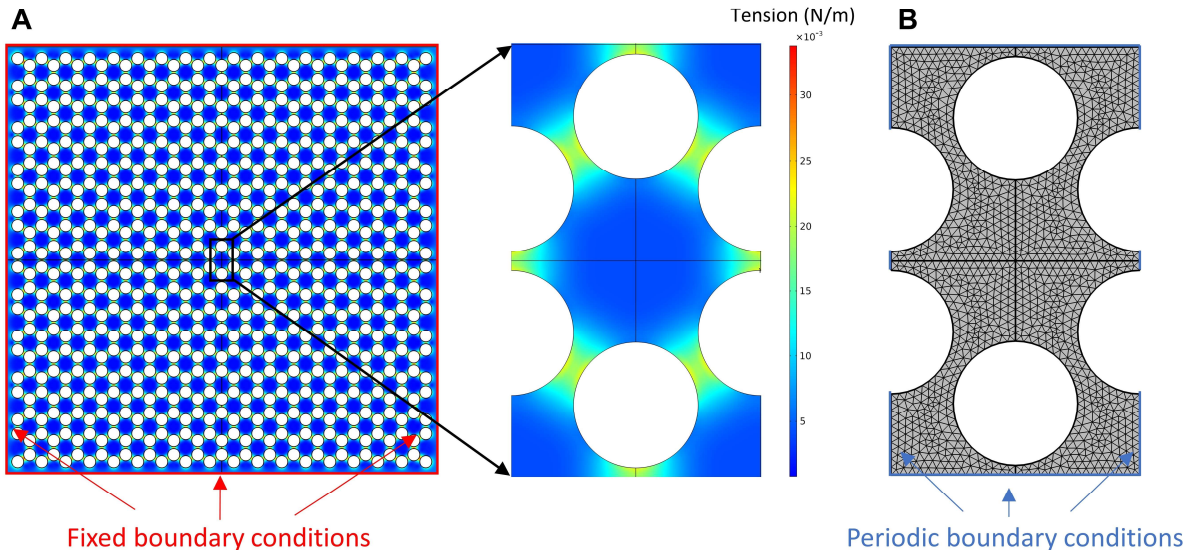 A
Tension (N/m)
B
×10⁻³
30
25
20
15
10
5
Fixed boundary conditions
Periodic boundary conditions